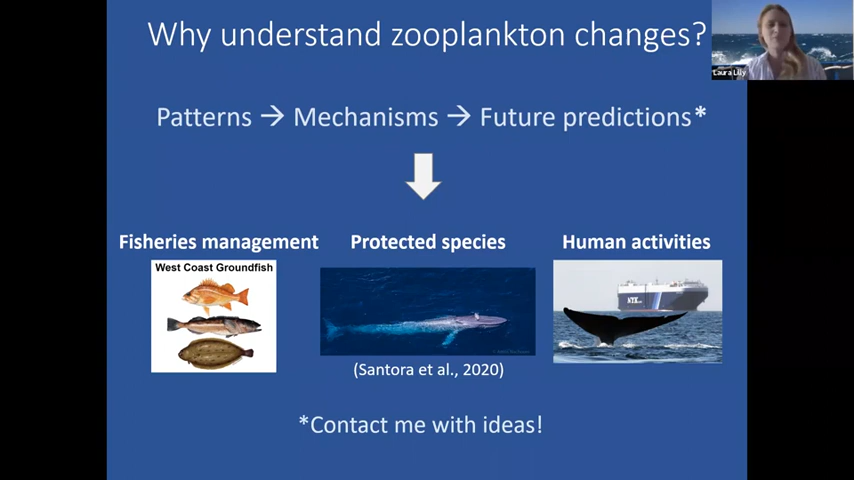 Why understand zooplankton changes?
Laura Lilly
Patterns → Mechanisms → Future predictions*
Fisheries management
Protected species
Human activities
West Coast Groundfish
NYK
(Santora et al., 2020)
*Contact me with ideas!